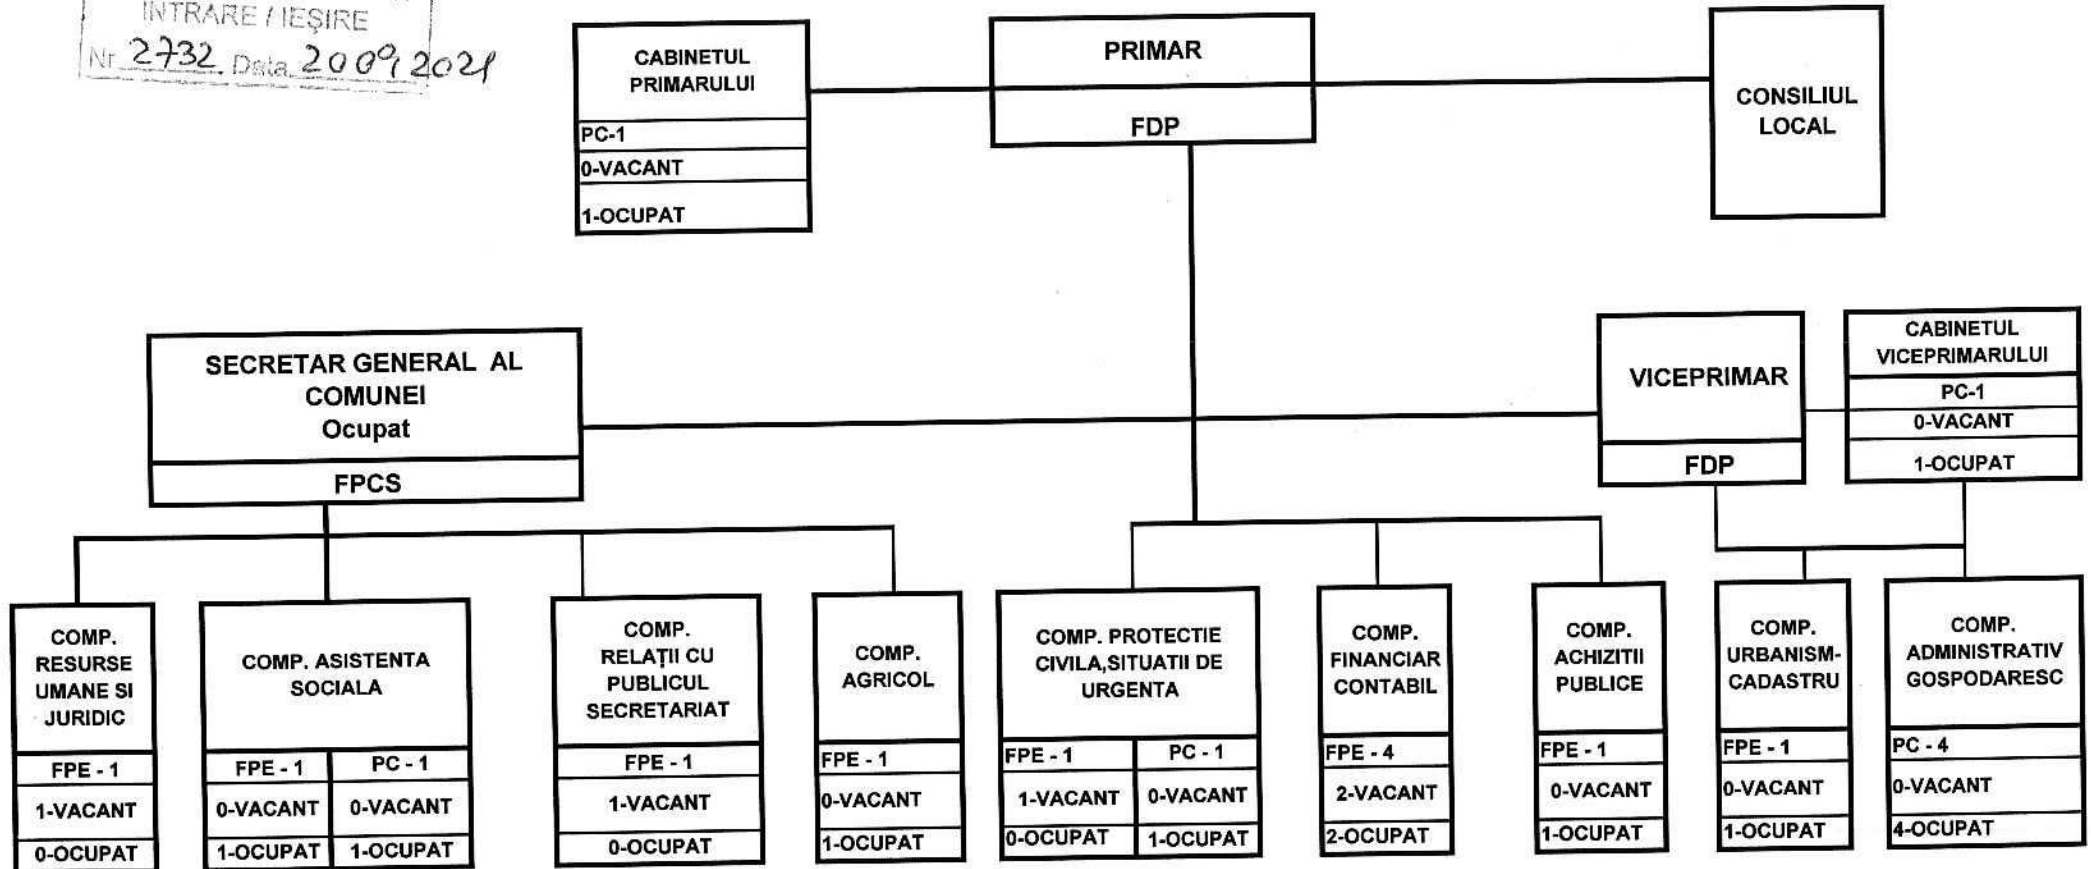 INTRARE / IEȘIRE
Nr. 2732 Data 20 09 2021
CABINETUL
PRIMARULUI
PC-1
0-VACANT
1-OCUPAT
PRIMAR
FDP
CONSILIUL
LOCAL
SECRETAR GENERAL AL
COMUNEI
Ocupat
FPCS
VICEPRIMAR
FDP
CABINETUL
VICEPRIMARULUI
PC-1
0-VACANT
1-OCUPAT
COMP.
RESURSE
UMANE SI
JURIDIC
FPE - 1
1-VACANT
0-OCUPAT
COMP. ASISTENTA
SOCIALA
FPE - 1 PC - 1
0-VACANT 0-VACANT
1-OCUPAT 1-OCUPAT
COMP.
RELAȚII CU
PUBLICUL
SECRETARIAT
FPE - 1
1-VACANT
0-OCUPAT
COMP.
AGRICOL
FPE - 1
0-VACANT
1-OCUPAT
COMP. PROTECTIE
CIVILA,SITUATII DE
URGENTA
FPE - 1 PC - 1
1-VACANT 0-VACANT
0-OCUPAT 1-OCUPAT
COMP.
FINANCIAR
CONTABIL
FPE - 4
2-VACANT
2-OCUPAT
COMP.
ACHIZITII
PUBLICE
FPE - 1
0-VACANT
1-OCUPAT
COMP.
URBANISM-
CADASTRU
FPE - 1
0-VACANT
1-OCUPAT
COMP.
ADMINISTRATIV
GOSPODARESC
PC - 4
0-VACANT
4-OCUPAT